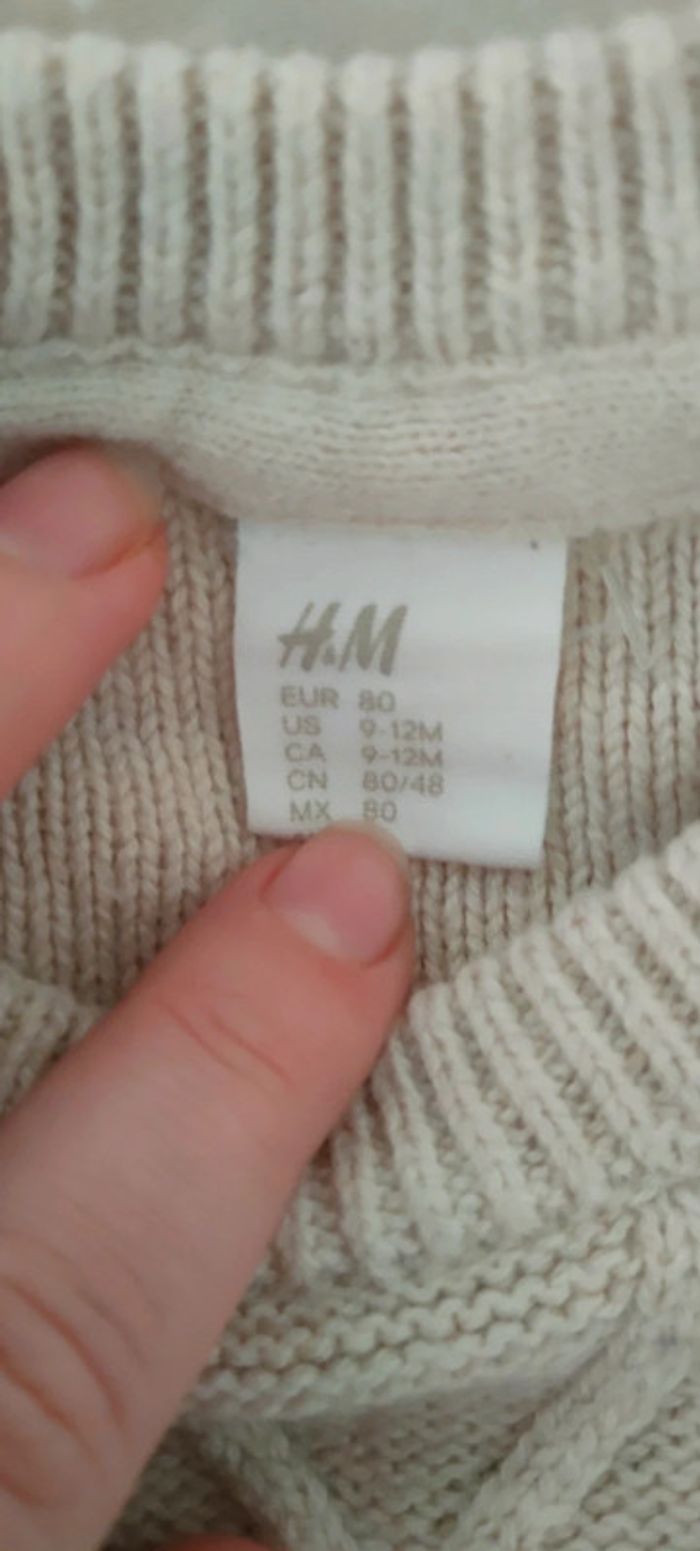 H&M
EUR 80
US 9-12M
CA 9-12M
CN 80/48
MX 80